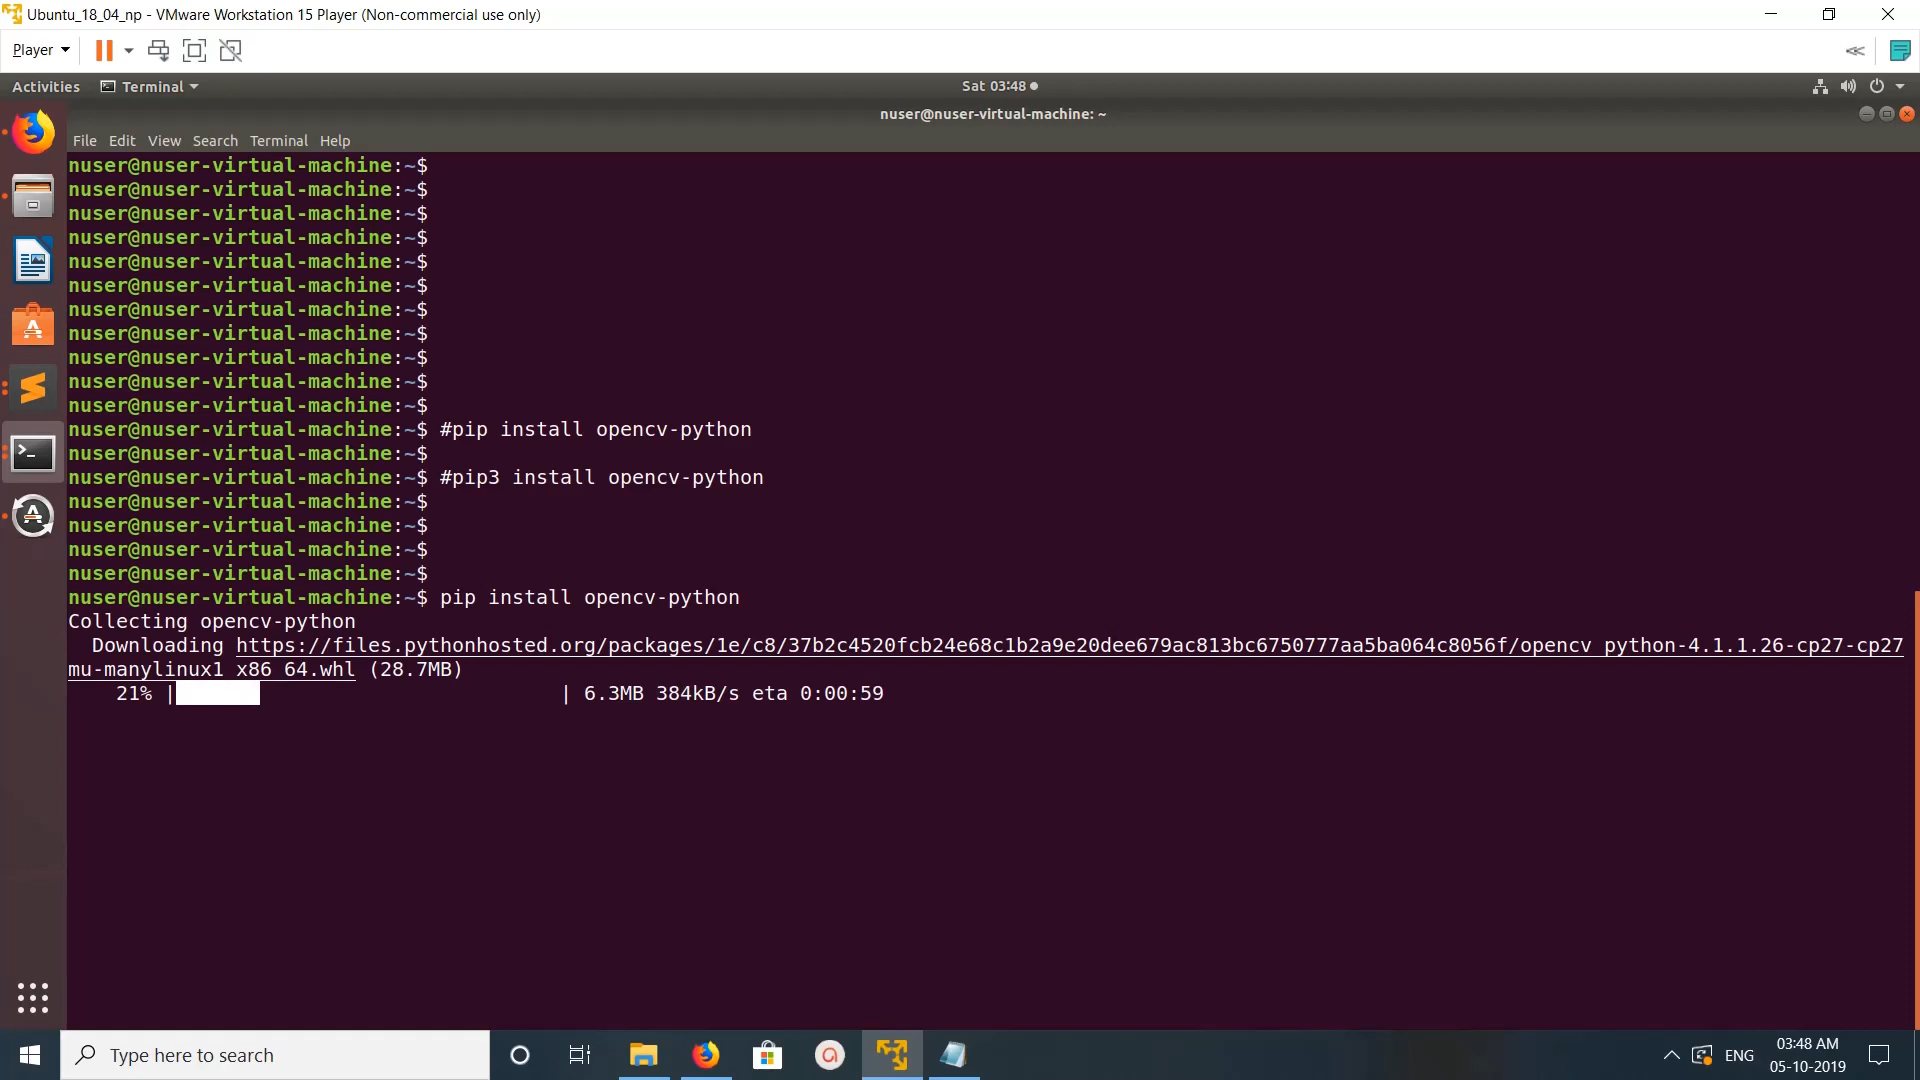 Ubuntu_18_04_np - VMware Workstation 15 Player (Non-commercial use only)
Player
Activities Terminal Sat 03:48
nuser@nuser-virtual-machine: ~
File Edit View Search Terminal Help
nuser@nuser-virtual-machine:~$
nuser@nuser-virtual-machine:~$
nuser@nuser-virtual-machine:~$
nuser@nuser-virtual-machine:~$
nuser@nuser-virtual-machine:~$
nuser@nuser-virtual-machine:~$
nuser@nuser-virtual-machine:~$
nuser@nuser-virtual-machine:~$
nuser@nuser-virtual-machine:~$
nuser@nuser-virtual-machine:~$
nuser@nuser-virtual-machine:~$
nuser@nuser-virtual-machine:~$ #pip install opencv-python
nuser@nuser-virtual-machine:~$
nuser@nuser-virtual-machine:~$ #pip3 install opencv-python
nuser@nuser-virtual-machine:~$
nuser@nuser-virtual-machine:~$
nuser@nuser-virtual-machine:~$
nuser@nuser-virtual-machine:~$
nuser@nuser-virtual-machine:~$ pip install opencv-python
Collecting opencv-python
Downloading https://files.pythonhosted.org/packages/1e/c8/37b2c4520fcb24e68c1b2a9e20dee679ac813bc6750777aa5ba064c8056f/opencv_python-4.1.1.26-cp27-cp27
mu-manylinux1_x86_64.whl (28.7MB)
21% | | 6.3MB 384kB/s eta 0:00:59
Type here to search
ENG
03:48 AM
05-10-2019